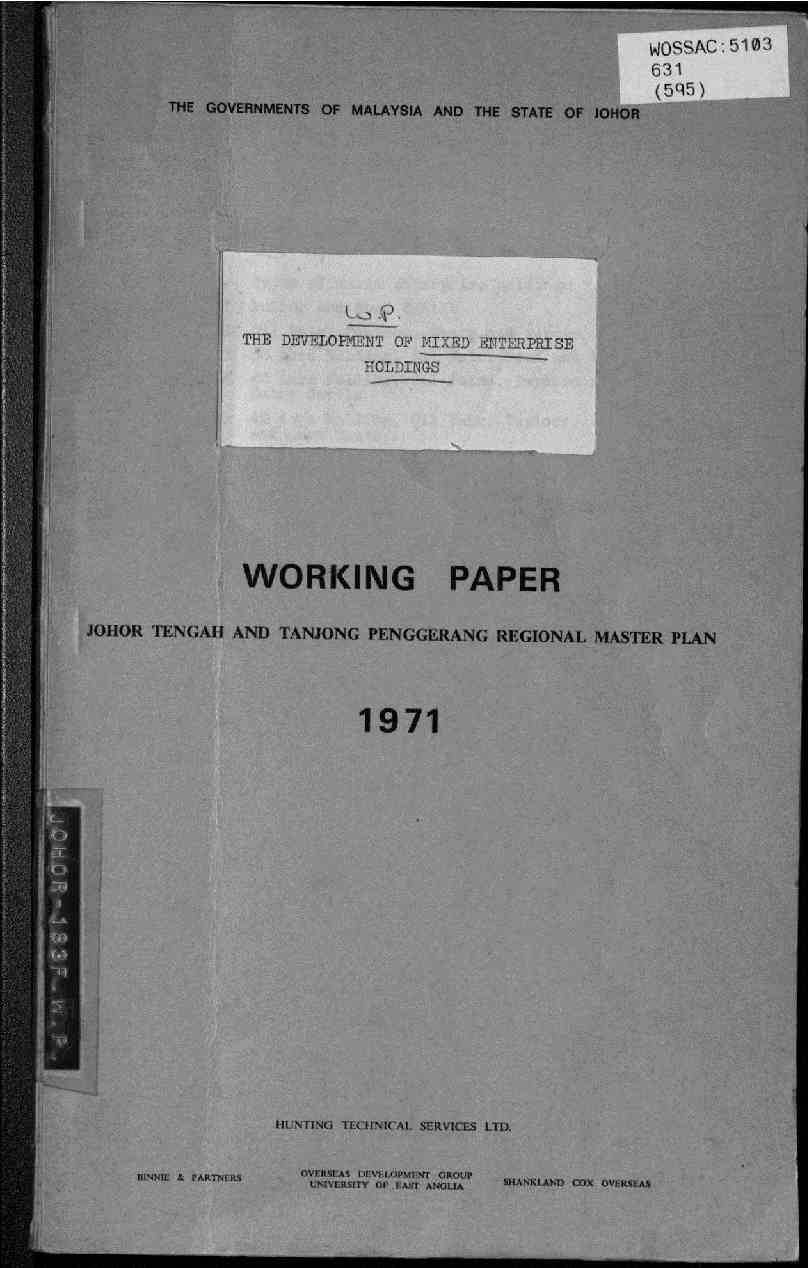 WOSSAC:5103
631
(595)
THE GOVERNMENTS OF MALAYSIA AND THE STATE OF JOHOR
W.P.
THE DEVELOPMENT OF MIXED ENTERPRISE
HOLDINGS
WORKING PAPER
JOHOR TENGAH AND TANJONG PENGGERANG REGIONAL MASTER PLAN
1971
JOHOR-183F-W.P.
HUNTING TECHNICAL SERVICES LTD.
BINNIE & PARTNERS
OVERSEAS DEVELOPMENT GROUP
UNIVERSITY OF EAST ANGLIA
SHANKLAND COX OVERSEAS